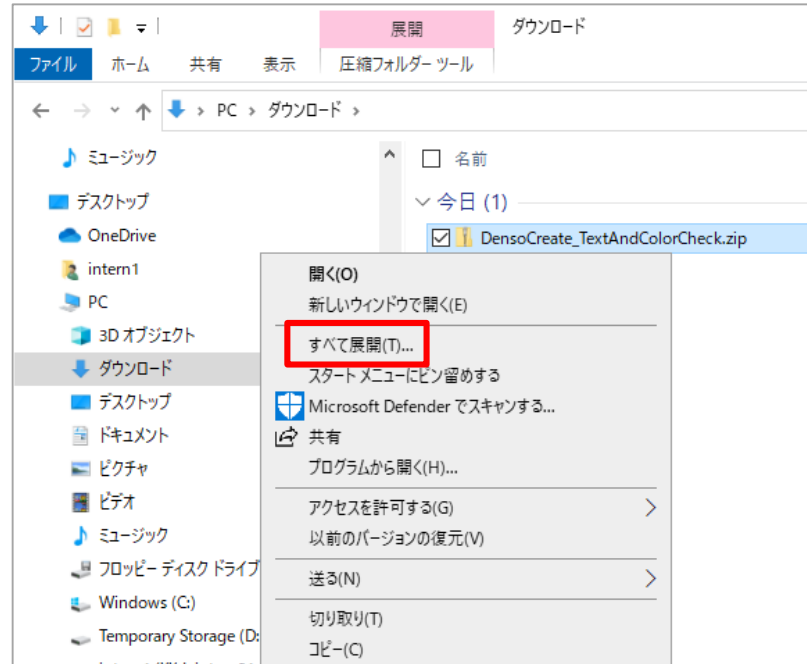 展開
ダウンロード
ファイル
ホーム
共有
表示
圧縮フォルダー ツール
PC
ダウンロード
ミュージック
デスクトップ
OneDrive
intern1
PC
3D オブジェクト
ダウンロード
デスクトップ
ドキュメント
ピクチャ
ビデオ
ミュージック
フロッピー ディスク ドライブ
Windows (C:)
Temporary Storage (D:
名前
今日 (1)
DensoCreate_TextAndColorCheck.zip
開く(O)
新しいウィンドウで開く(E)
すべて展開(T)...
スタート メニューにピン留めする
Microsoft Defender でスキャンする...
共有
プログラムから開く(H)...
アクセスを許可する(G)
以前のバージョンの復元(V)
送る(N)
切り取り(T)
コピー(C)